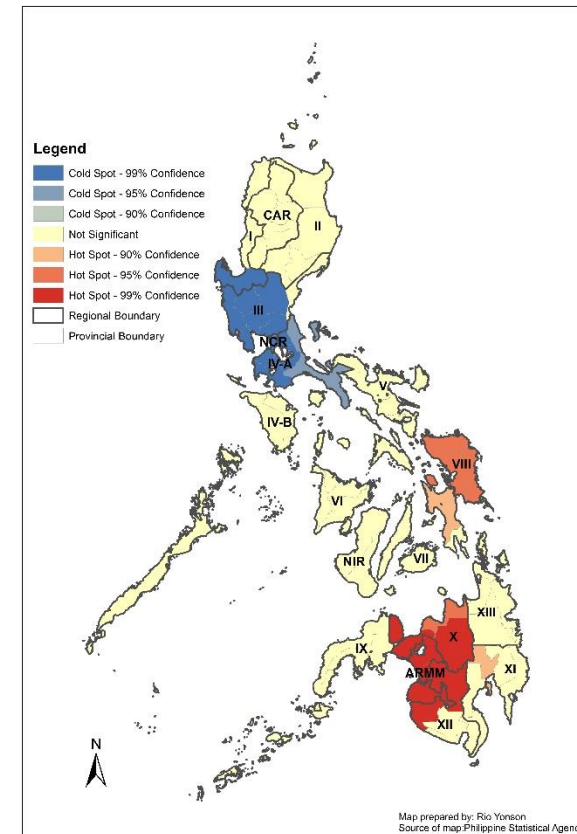 Legend
Cold Spot - 99% Confidence
Cold Spot - 95% Confidence
Cold Spot - 90% Confidence
Not Significant
Hot Spot - 90% Confidence
Hot Spot - 95% Confidence
Hot Spot - 99% Confidence
Regional Boundary
Provincial Boundary
CAR
II
I
III
NCR
IV-A
V
IV-B
VIII
VI
NIR
VII
XIII
X
IX
XI
ARMM
XII
N
Map prepared by: Rio Yonson
Source of map:Philippine Statistical Agenc